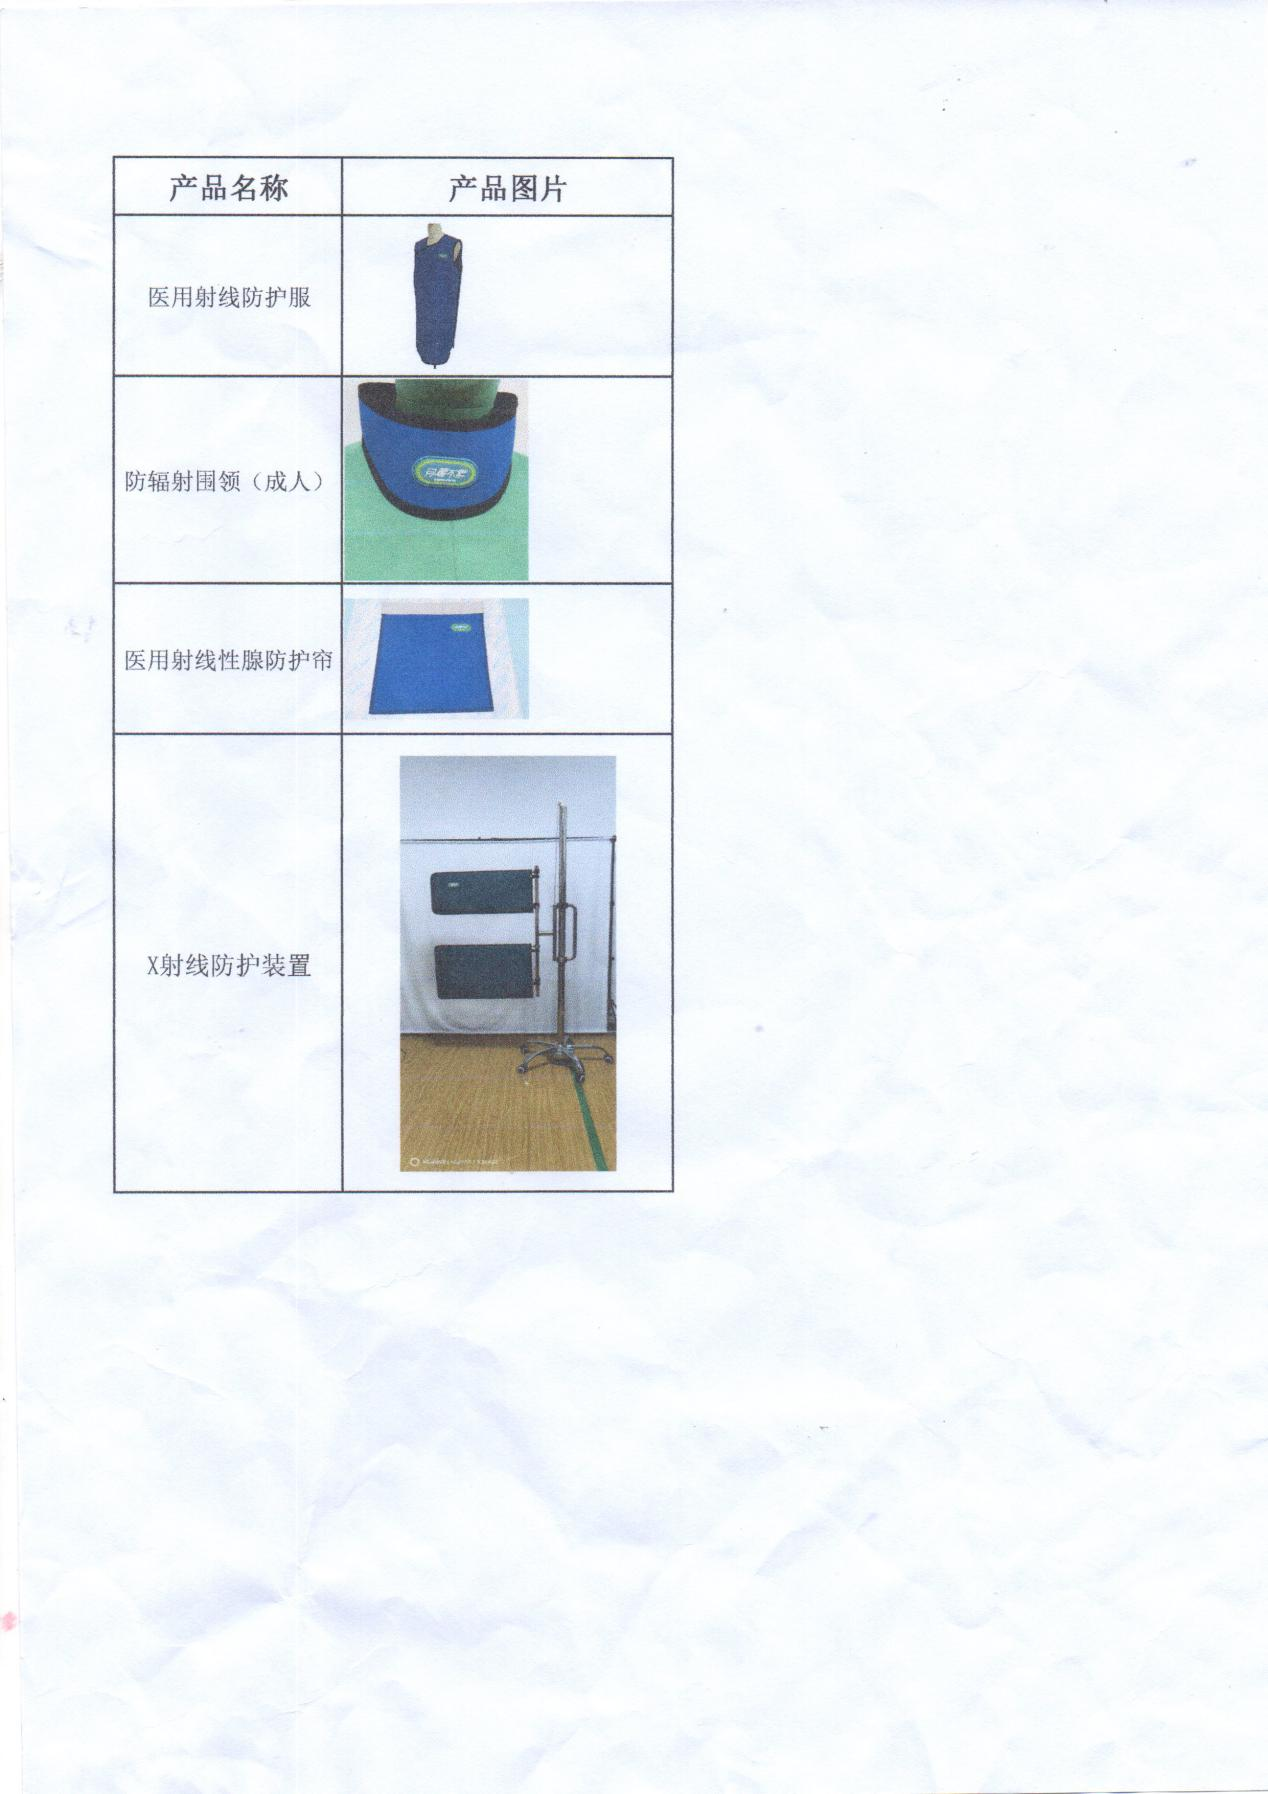 产品名称 产品图片
医用射线防护服
防辐射围领（成人）
医用射线性腺防护帘
X射线防护装置